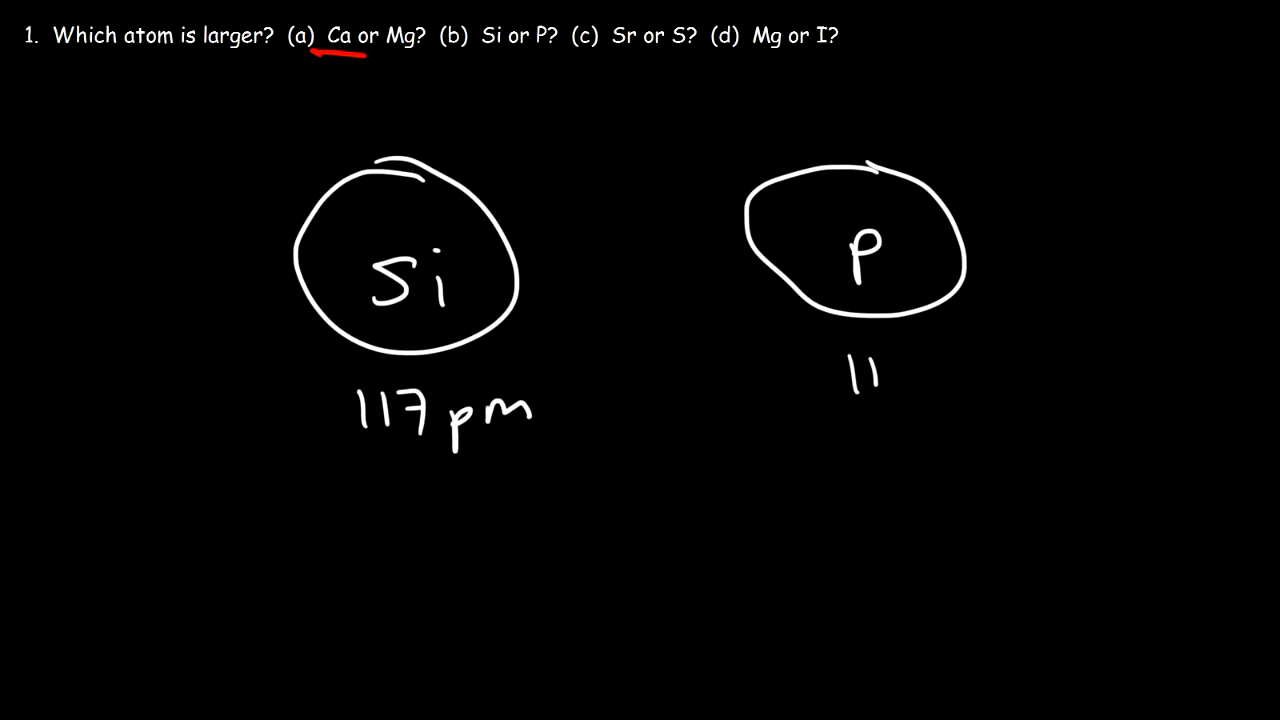 1. Which atom is larger? (a) Ca or Mg? (b) Si or P? (c) Sr or S? (d) Mg or I?
Si
P
117 pm
11